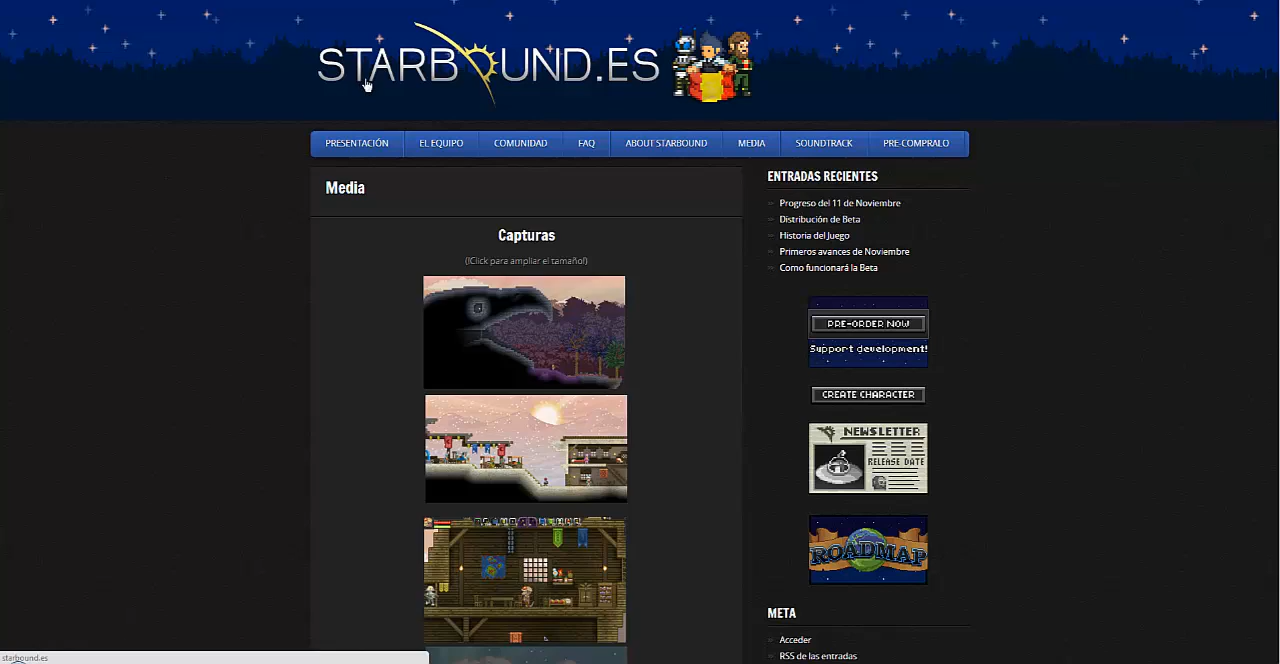 STARBOUND.ES
PRESENTACIÓN
EL EQUIPO
COMUNIDAD
FAQ
ABOUT STARBOUND
MEDIA
SOUNDTRACK
PRE-COMPRALO
Media
Capturas
(!Click para ampliar el tamaño!)
ENTRADAS RECIENTES
Progreso del 11 de Noviembre
Distribución de Beta
Historia del Juego
Primeros avances de Noviembre
Como funcionará la Beta
PRE-ORDER NOW
Support development!
CREATE CHARACTER
NEWSLETTER
RELEASE DATE
ROADMAP
META
Acceder
RSS de las entradas
starbound.es